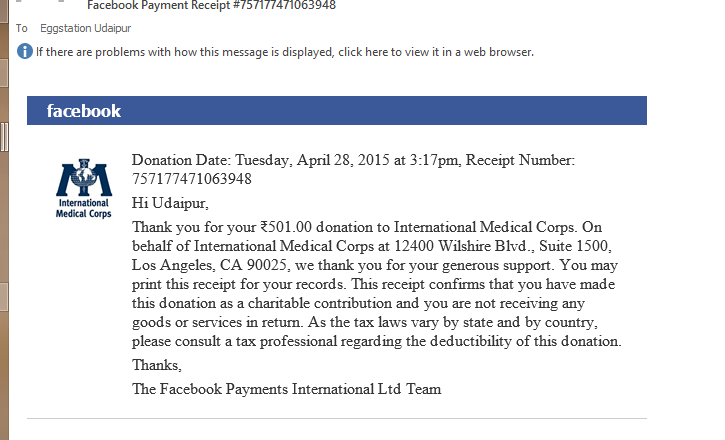 Facebook Payment Receipt #757177471063948
To Eggstation Udaipur
If there are problems with how this message is displayed, click here to view it in a web browser.
facebook
International
Medical Corps
Donation Date: Tuesday, April 28, 2015 at 3:17pm, Receipt Number:
757177471063948
Hi Udaipur,
Thank you for your ₹501.00 donation to International Medical Corps. On
behalf of International Medical Corps at 12400 Wilshire Blvd., Suite 1500,
Los Angeles, CA 90025, we thank you for your generous support. You may
print this receipt for your records. This receipt confirms that you have made
this donation as a charitable contribution and you are not receiving any
goods or services in return. As the tax laws vary by state and by country,
please consult a tax professional regarding the deductibility of this donation.
Thanks,
The Facebook Payments International Ltd Team